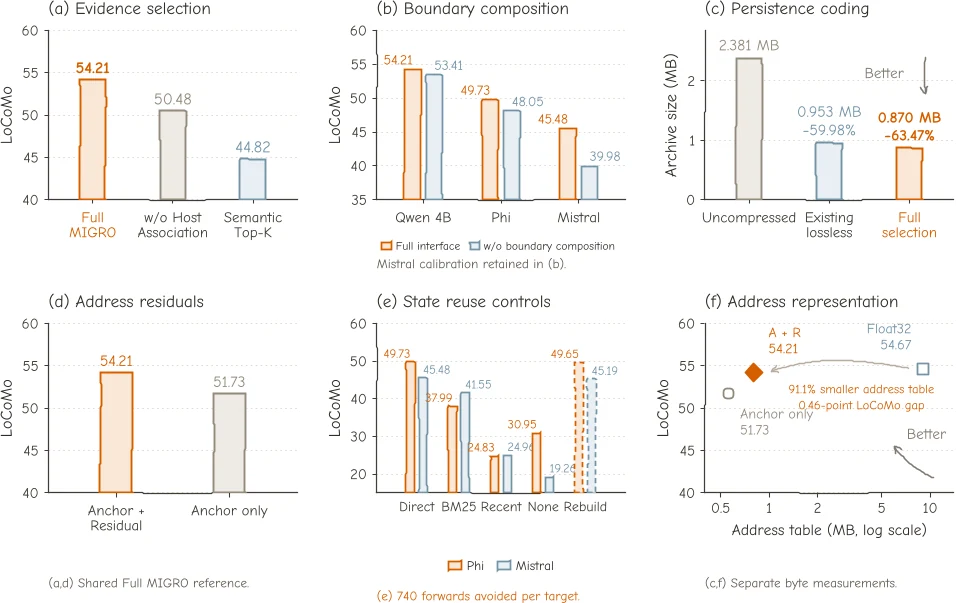 (a) Evidence selection
60
55
50
45
40
LoCoMo
54.21
50.48
44.82
Full
MIGRO
w/o Host
Association
Semantic
Top-K
(b) Boundary composition
60
55
50
45
40
35
LoCoMo
54.21
53.41
49.73
48.05
45.48
39.98
Qwen 4B
Phi
Mistral
Full interface
w/o boundary composition
Mistral calibration retained in (b).
(c) Persistence coding
2
1
0
Archive size (MB)
2.381 MB
0.953 MB
-59.98%
0.870 MB
-63.47%
Better
Uncompressed
Existing
lossless
Full
selection
(d) Address residuals
60
55
50
45
40
LoCoMo
54.21
51.73
Anchor +
Residual
Anchor only
(a,d) Shared Full MIGRO reference.
(e) State reuse controls
60
50
40
30
20
LoCoMo
49.73
45.48
37.99
41.55
24.83
24.96
30.95
19.26
49.65
45.19
Direct
BM25
Recent
None
Rebuild
Phi
Mistral
(e) 740 forwards avoided per target.
(f) Address representation
60
55
50
45
40
LoCoMo
A + R
54.21
Float32
54.67
91.1% smaller address table
0.46-point LoCoMo gap
Anchor only
51.73
Better
0.5
1
2
5
10
Address table (MB, log scale)
(c,f) Separate byte measurements.